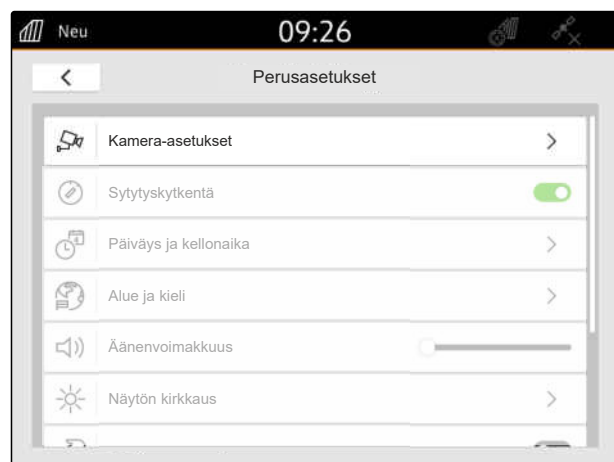 Neu
09:26
Perusasetukset
Kamera-asetukset
Sytytyskytkentä
Päiväys ja kellonaika
Alue ja kieli
Äänenvoimakkuus
Näytön kirkkaus